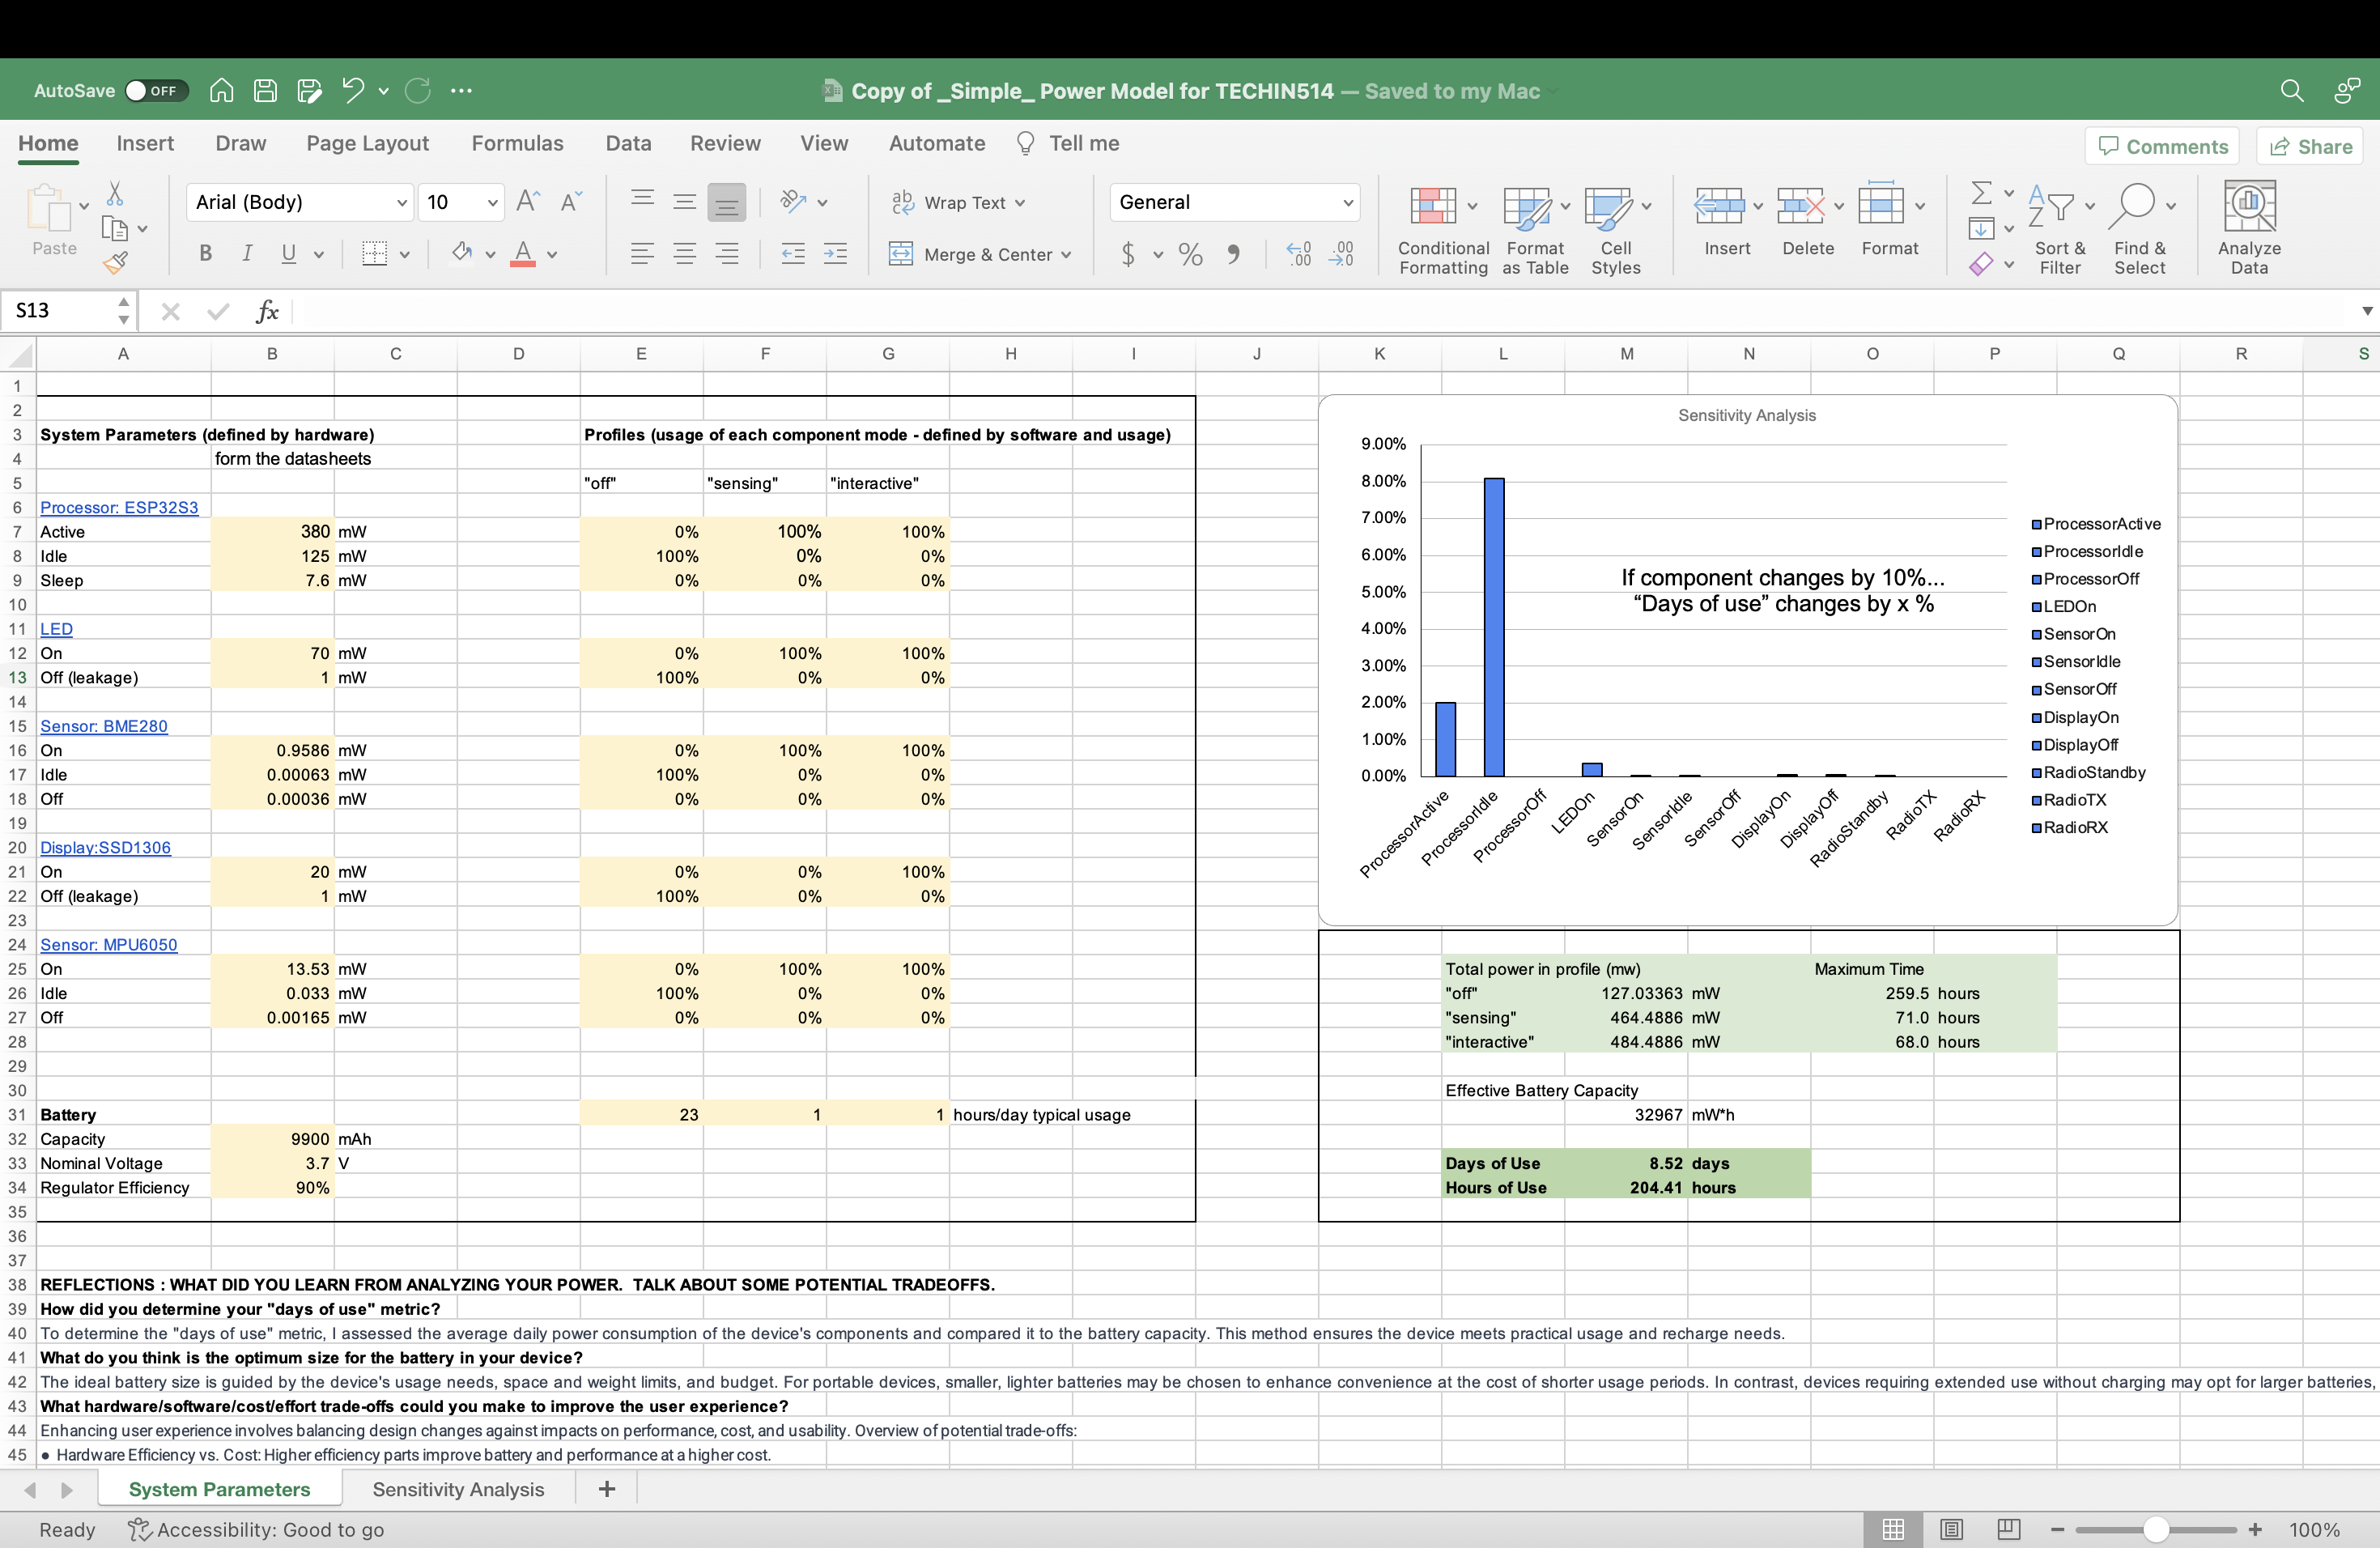 AutoSave OFF Copy of _Simple_ Power Model for TECHIN514 — Saved to my Mac
Home Insert Draw Page Layout Formulas Data Review View Automate Tell me Comments Share
Paste Arial (Body) 10 Wrap Text General Conditional Formatting Format as Table Cell Styles Insert Delete Format Sort & Filter Find & Select Analyze Data
B I U A Merge & Center $ %
S13 fx
A B C D E F G H I J K L M N O P Q R S
1
2
3 System Parameters (defined by hardware) Profiles (usage of each component mode - defined by software and usage)
4 form the datasheets
5 "off" "sensing" "interactive"
6 Processor: ESP32S3
7 Active 380 mW 0% 100% 100%
8 Idle 125 mW 100% 0% 0%
9 Sleep 7.6 mW 0% 0% 0%
10
11 LED
12 On 70 mW 0% 100% 100%
13 Off (leakage) 1 mW 100% 0% 0%
14
15 Sensor: BME280
16 On 0.9586 mW 0% 100% 100%
17 Idle 0.00063 mW 100% 0% 0%
18 Off 0.00036 mW 0% 0% 0%
19
20 Display:SSD1306
21 On 20 mW 0% 0% 100%
22 Off (leakage) 1 mW 100% 0% 0%
23
24 Sensor: MPU6050
25 On 13.53 mW 0% 100% 100%
26 Idle 0.033 mW 100% 0% 0%
27 Off 0.00165 mW 0% 0% 0%
28
29
30
31 Battery 23 1 1 hours/day typical usage
32 Capacity 9900 mAh
33 Nominal Voltage 3.7 V
34 Regulator Efficiency 90%
35
36
37
Sensitivity Analysis
9.00%
8.00%
7.00%
6.00%
5.00%
4.00%
3.00%
2.00%
1.00%
0.00%
If component changes by 10%...
“Days of use” changes by x %
ProcessorActive
ProcessorIdle
ProcessorOff
LEDOn
SensorOn
SensorIdle
SensorOff
DisplayOn
DisplayOff
RadioStandby
RadioTX
RadioRX
ProcessorActive
ProcessorIdle
ProcessorOff
LEDOn
SensorOn
SensorIdle
SensorOff
DisplayOn
DisplayOff
RadioStandby
RadioTX
RadioRX
Total power in profile (mw) Maximum Time
"off" 127.03363 mW 259.5 hours
"sensing" 464.4886 mW 71.0 hours
"interactive" 484.4886 mW 68.0 hours
Effective Battery Capacity
32967 mW*h
Days of Use 8.52 days
Hours of Use 204.41 hours
38 REFLECTIONS : WHAT DID YOU LEARN FROM ANALYZING YOUR POWER. TALK ABOUT SOME POTENTIAL TRADEOFFS.
39 How did you determine your "days of use" metric?
40 To determine the "days of use" metric, I assessed the average daily power consumption of the device's components and compared it to the battery capacity. This method ensures the device meets practical usage and recharge needs.
41 What do you think is the optimum size for the battery in your device?
42 The ideal battery size is guided by the device's usage needs, space and weight limits, and budget. For portable devices, smaller, lighter batteries may be chosen to enhance convenience at the cost of shorter usage periods. In contrast, devices requiring extended use without charging may opt for larger batteries,
43 What hardware/software/cost/effort trade-offs could you make to improve the user experience?
44 Enhancing user experience involves balancing design changes against impacts on performance, cost, and usability. Overview of potential trade-offs:
45 • Hardware Efficiency vs. Cost: Higher efficiency parts improve battery and performance at a higher cost.
System Parameters Sensitivity Analysis +
Ready Accessibility: Good to go 100%